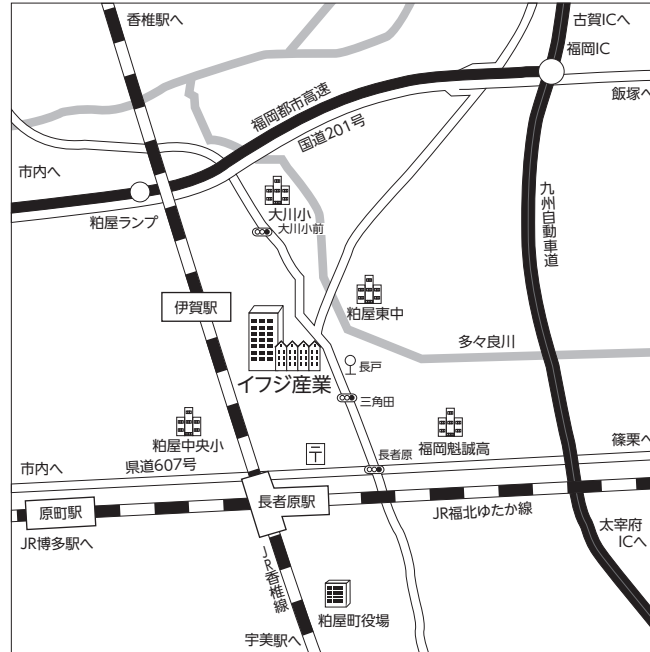 香椎駅へ
古賀ICへ
福岡IC
飯塚へ
福岡都市高速
国道201号
市内へ
粕屋ランプ
大川小
大川小前
九州自動車道
伊賀駅
粕屋東中
多々良川
イフジ産業
長戸
三角田
粕屋中央小
福岡魁誠高
長者原
篠栗へ
市内へ
県道607号
〒
原町駅
長者原駅
JR福北ゆたか線
JR博多駅へ
太宰府
ICへ
JR香椎線
粕屋町役場
宇美駅へ